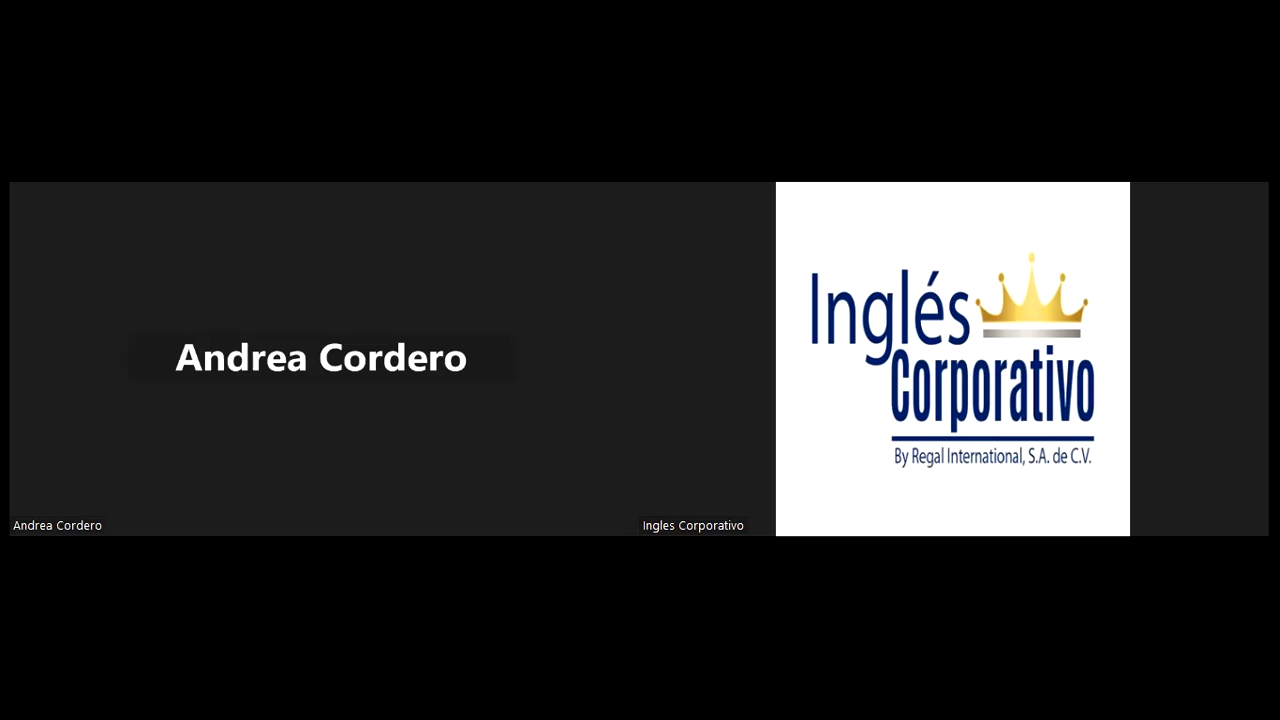 Andrea Cordero
Andrea Cordero
Inglés
Corporativo
By Regal International, S.A. de C.V.
Ingles Corporativo